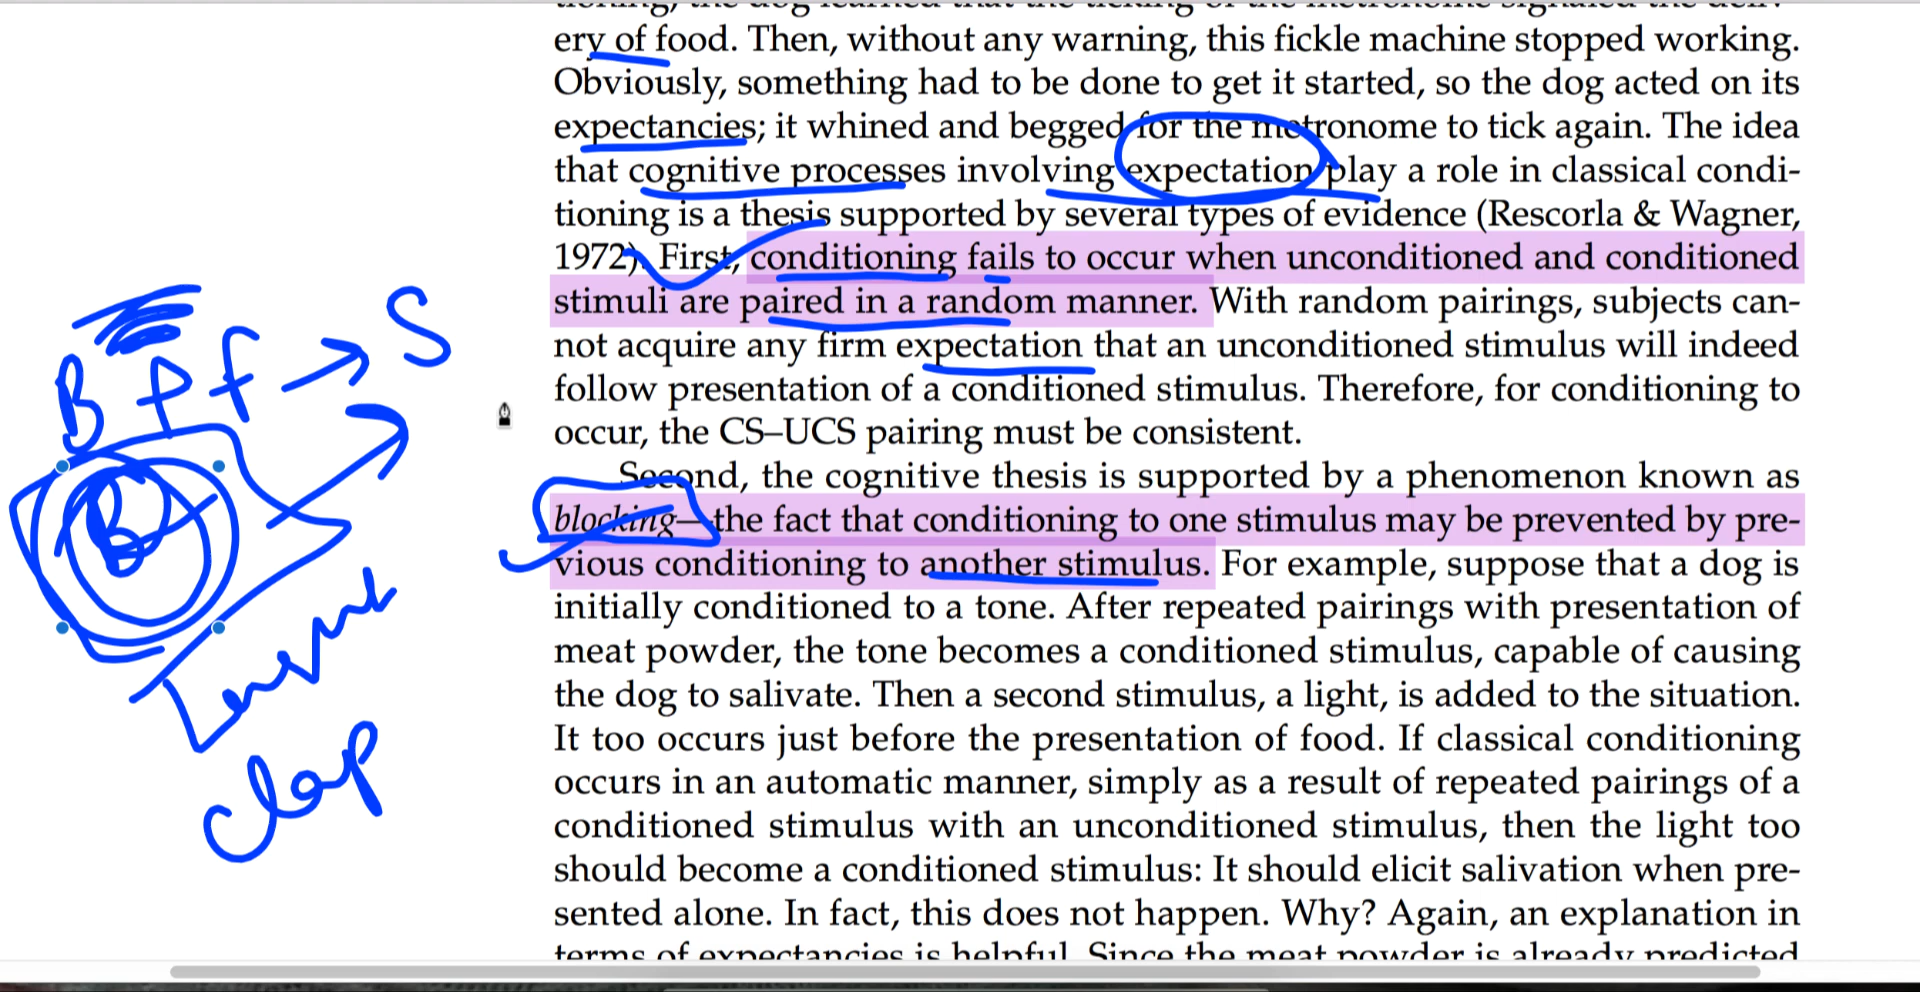 ery of food. Then, without any warning, this fickle machine stopped working.
Obviously, something had to be done to get it started, so the dog acted on its
expectancies; it whined and begged for the metronome to tick again. The idea
that cognitive processes involving expectation play a role in classical condi-
tioning is a thesis supported by several types of evidence (Rescorla & Wagner,
1972). First, conditioning fails to occur when unconditioned and conditioned
stimuli are paired in a random manner. With random pairings, subjects can-
not acquire any firm expectation that an unconditioned stimulus will indeed
follow presentation of a conditioned stimulus. Therefore, for conditioning to
occur, the CS–UCS pairing must be consistent.
Second, the cognitive thesis is supported by a phenomenon known as
blocking—the fact that conditioning to one stimulus may be prevented by pre-
vious conditioning to another stimulus. For example, suppose that a dog is
initially conditioned to a tone. After repeated pairings with presentation of
meat powder, the tone becomes a conditioned stimulus, capable of causing
the dog to salivate. Then a second stimulus, a light, is added to the situation.
It too occurs just before the presentation of food. If classical conditioning
occurs in an automatic manner, simply as a result of repeated pairings of a
conditioned stimulus with an unconditioned stimulus, then the light too
should become a conditioned stimulus: It should elicit salivation when pre-
sented alone. In fact, this does not happen. Why? Again, an explanation in
terms of expectancies is helpful. Since the meat powder is already predicted
B f f → S
B
clap